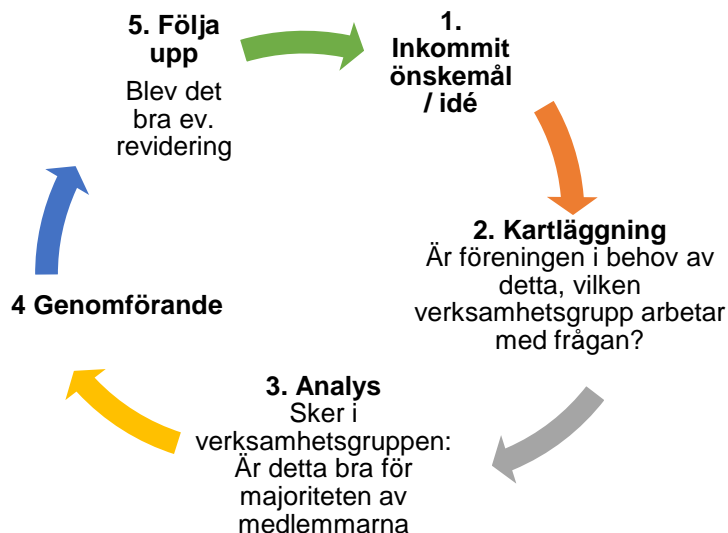 1.
Inkommit
önskemål
/ idé
2. Kartläggning
Är föreningen i behov av
detta, vilken
verksamhetsgrupp arbetar
med frågan?
3. Analys
Sker i
verksamhetsgruppen:
Är detta bra för
majoriteten av
medlemmarna
4 Genomförande
5. Följa
upp
Blev det
bra ev.
revidering